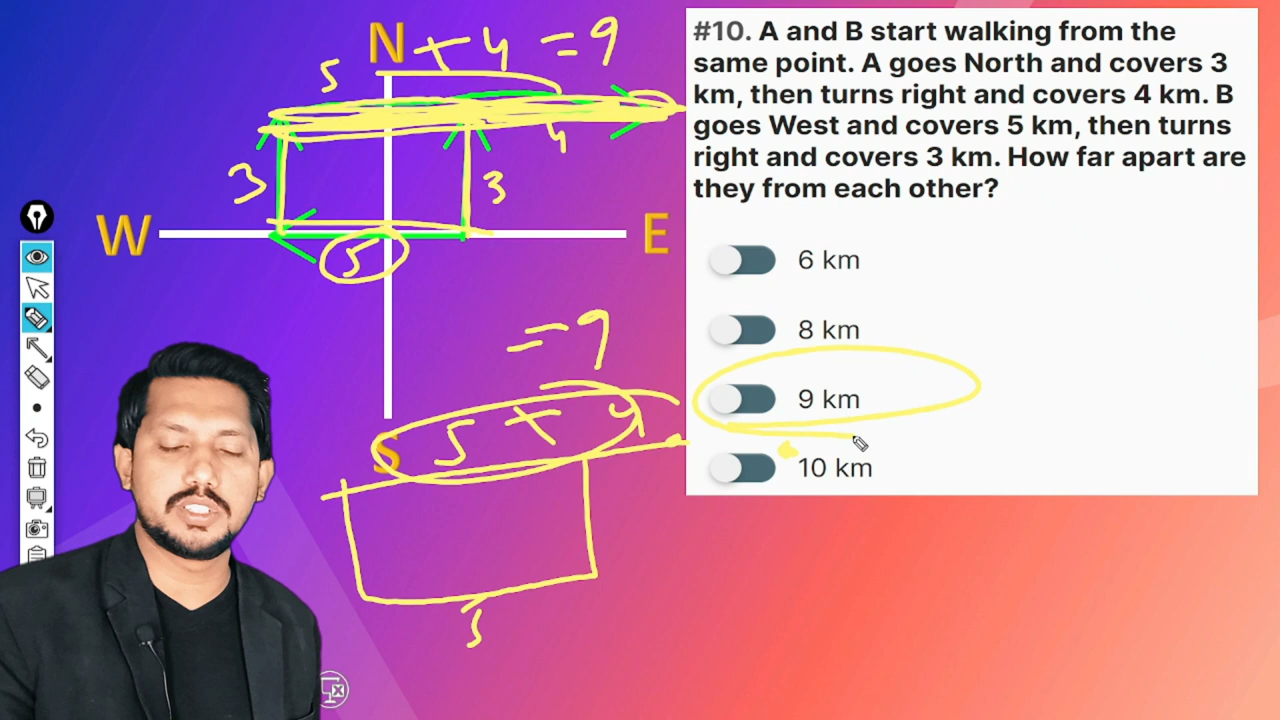 N + 4 = 9
5
4
3
3
W
E
5
= 9
S 5 + 4
5
#10. A and B start walking from the
same point. A goes North and covers 3
km, then turns right and covers 4 km. B
goes West and covers 5 km, then turns
right and covers 3 km. How far apart are
they from each other?
6 km
8 km
9 km
10 km